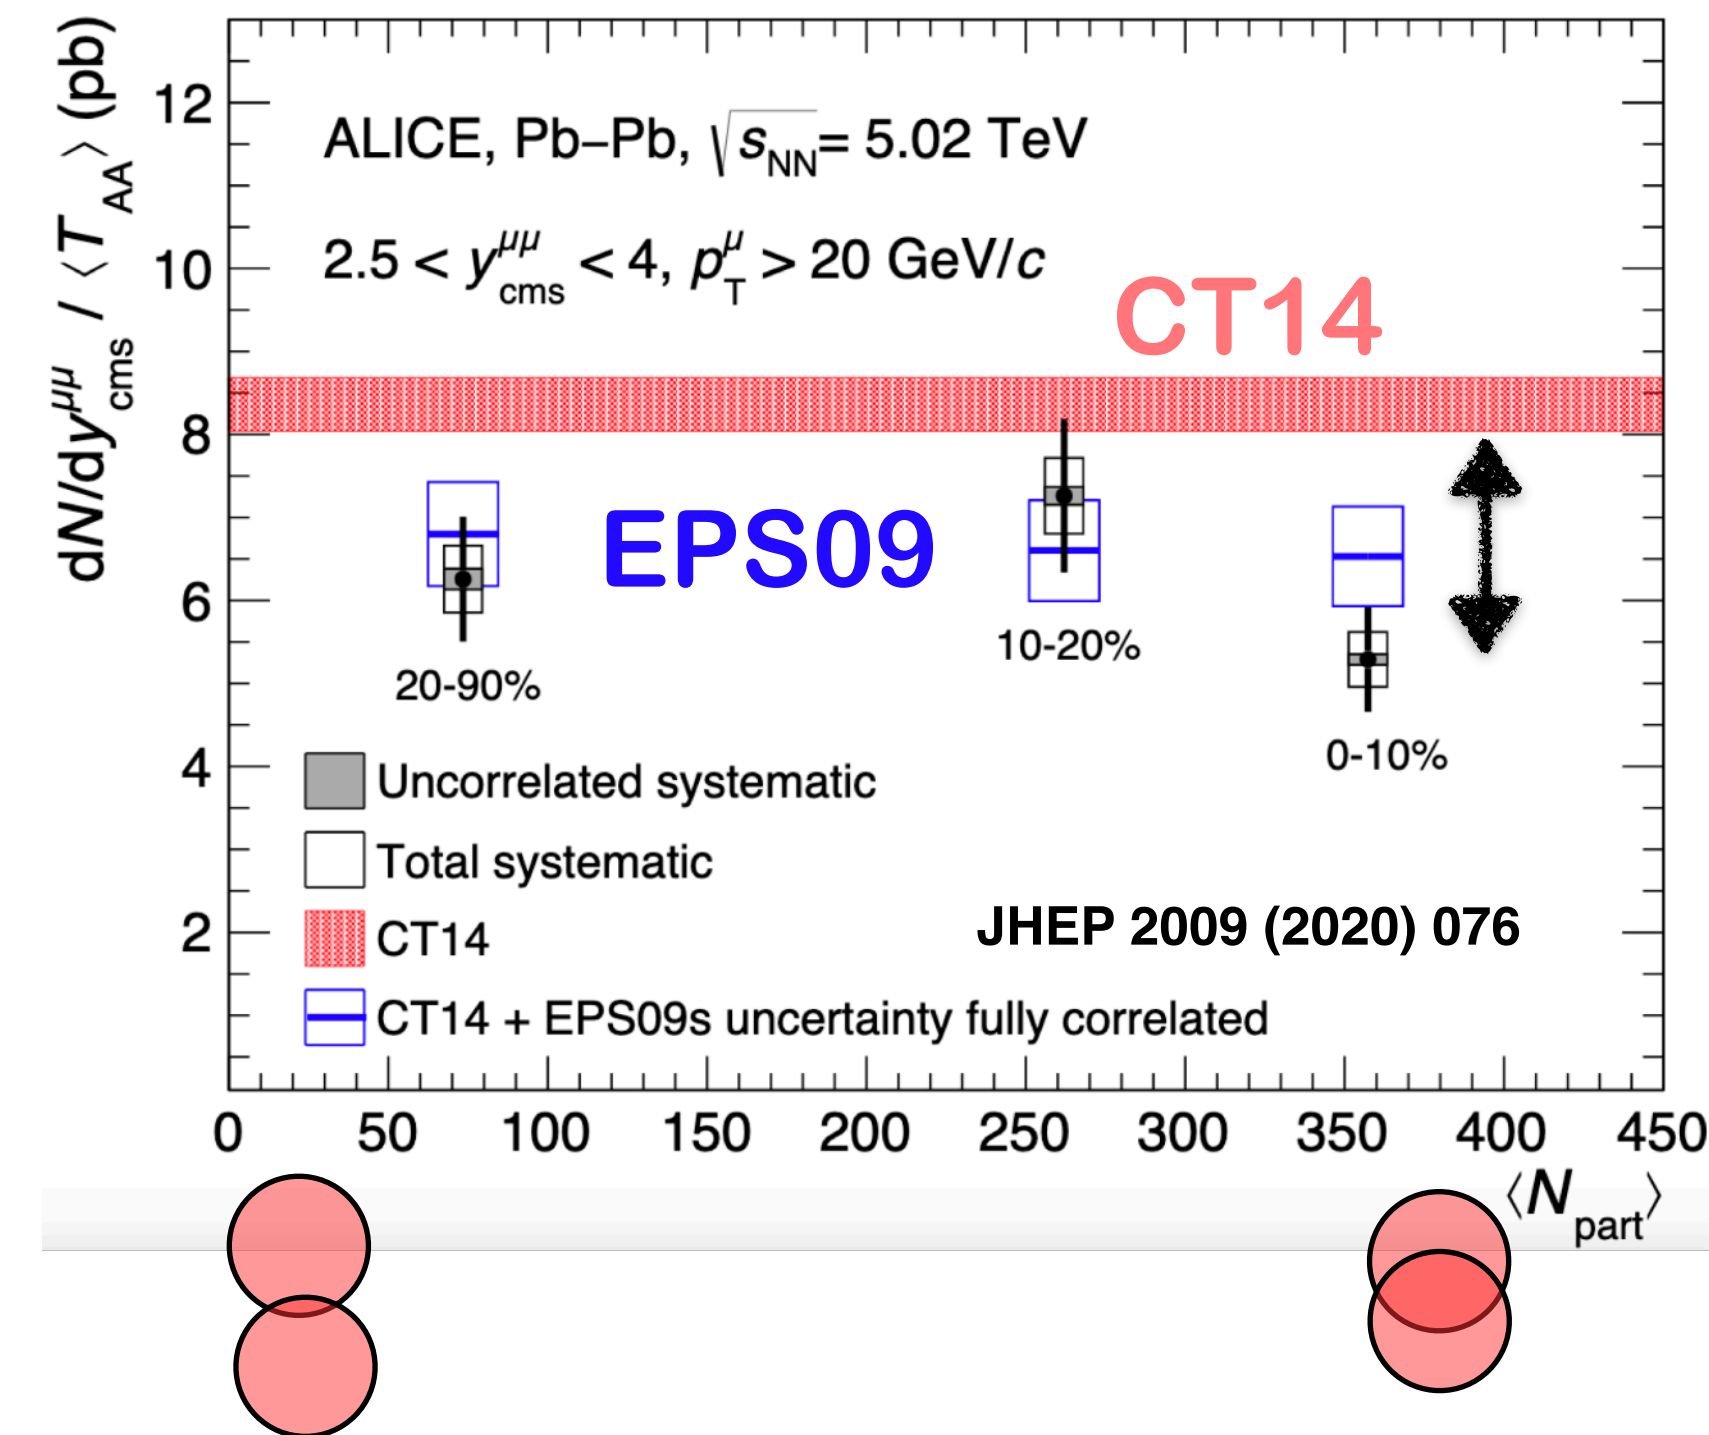 dN/dy^μμ_cms / ⟨T_AA⟩ (pb)
12
10
8
6
4
2
ALICE, Pb−Pb, √s_NN = 5.02 TeV
2.5 < y^μμ_cms < 4, p^μ_T > 20 GeV/c
CT14
EPS09
10-20%
20-90%
0-10%
Uncorrelated systematic
Total systematic
JHEP 2009 (2020) 076
CT14
CT14 + EPS09s uncertainty fully correlated
0 50 100 150 200 250 300 350 400 450
⟨N_part⟩